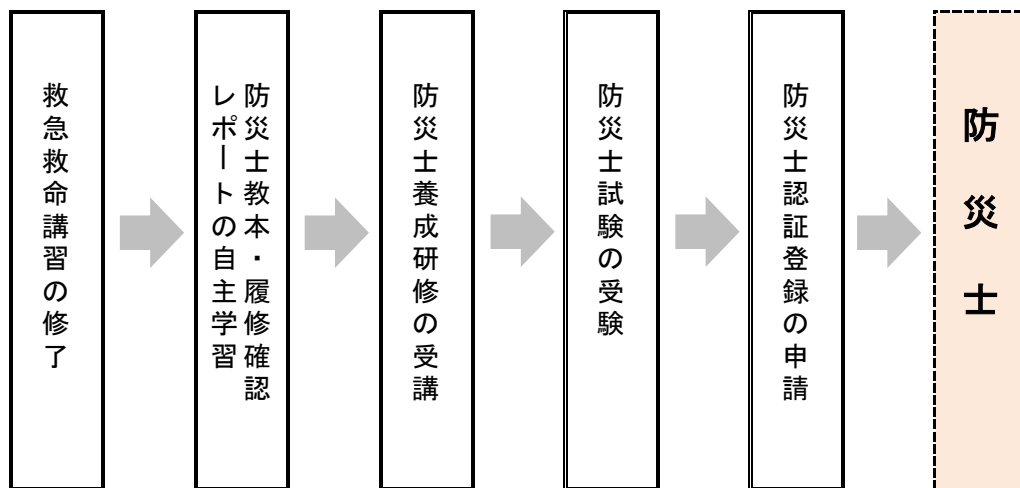 救急救命講習の修了
防災士教本・履修確認
レポートの自主学習
防災士養成研修の受講
防災士試験の受験
防災士認証登録の申請
防災士